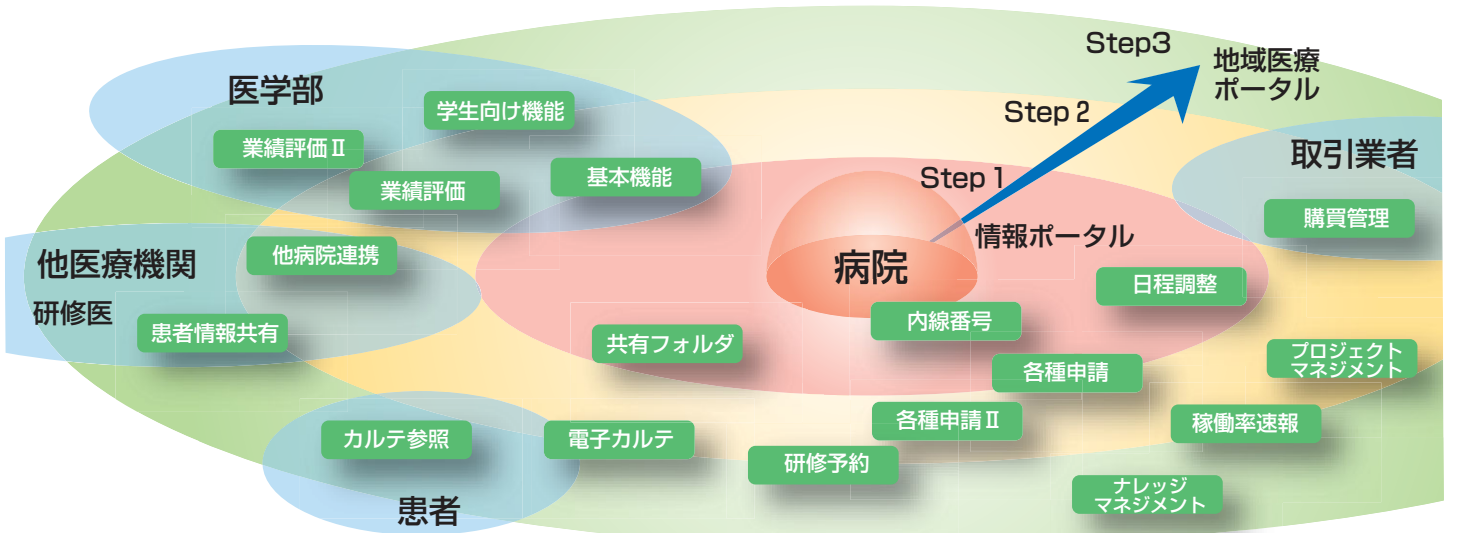 Step3
地域医療
ポータル
医学部
学生向け機能
Step 2
業績評価Ⅱ
取引業者
基本機能
Step 1
業績評価
購買管理
情報ポータル
他病院連携
他医療機関
病院
日程調整
研修医
内線番号
患者情報共有
共有フォルダ
プロジェクト
マネジメント
各種申請
各種申請Ⅱ
稼働率速報
カルテ参照
電子カルテ
研修予約
ナレッジ
マネジメント
患者